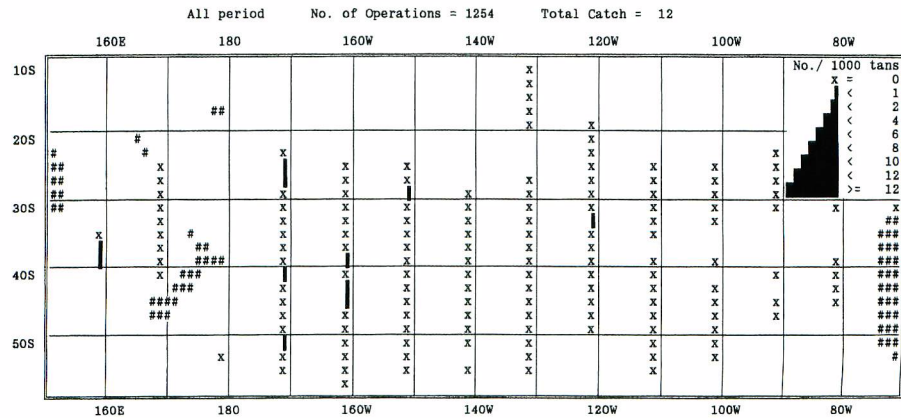 All period No. of Operations = 1254 Total Catch = 12
160E 180 160W 140W 120W 100W 80W
No./ 1000 tans
x = 0
< 1
< 2
< 4
< 6
< 8
< 10
< 12
>= 12
10S
20S
30S
40S
50S
160E 180 160W 140W 120W 100W 80W